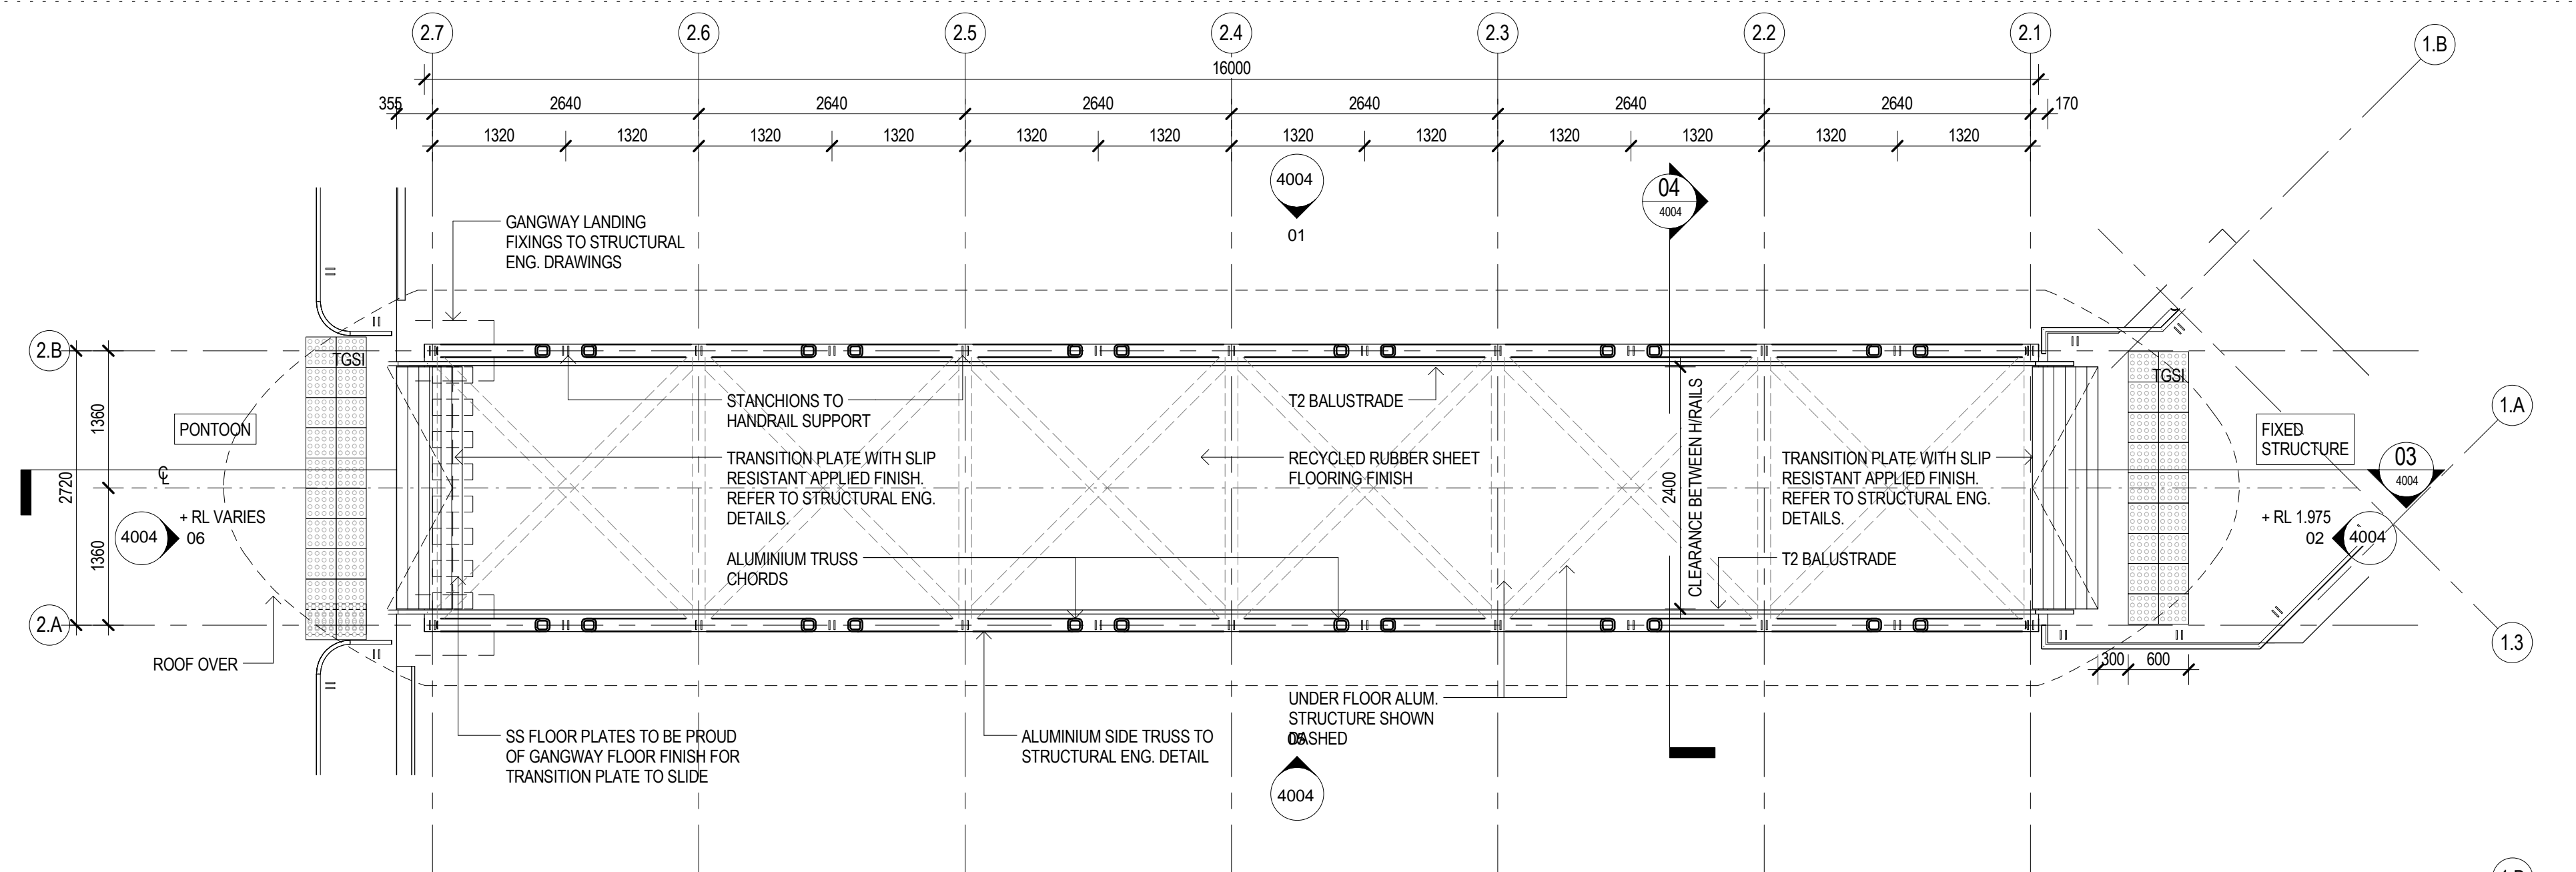 2.7
2.6
2.5
2.4
2.3
2.2
2.1
1.B
16000
355
2640
2640
2640
2640
2640
2640
170
1320
1320
1320
1320
1320
1320
1320
1320
1320
1320
1320
1320
4004
01
04
4004
GANGWAY LANDING
FIXINGS TO STRUCTURAL
ENG. DRAWINGS
2.B
TGSI
1360
2720
1360
PONTOON
STANCHIONS TO
HANDRAIL SUPPORT
T2 BALUSTRADE
CLEARANCE BETWEEN H/RAILS
2400
TGSI
1.A
FIXED
STRUCTURE
TRANSITION PLATE WITH SLIP
RESISTANT APPLIED FINISH.
REFER TO STRUCTURAL ENG.
DETAILS.
RECYCLED RUBBER SHEET
FLOORING FINISH
TRANSITION PLATE WITH SLIP
RESISTANT APPLIED FINISH.
REFER TO STRUCTURAL ENG.
DETAILS.
03
4004
℄
+ RL VARIES
4004
06
+ RL 1.975
02
4004
ALUMINIUM TRUSS
CHORDS
T2 BALUSTRADE
2.A
ROOF OVER
300
600
1.3
SS FLOOR PLATES TO BE PROUD
OF GANGWAY FLOOR FINISH FOR
TRANSITION PLATE TO SLIDE
ALUMINIUM SIDE TRUSS TO
STRUCTURAL ENG. DETAIL
UNDER FLOOR ALUM.
STRUCTURE SHOWN
DASHED
05
4004